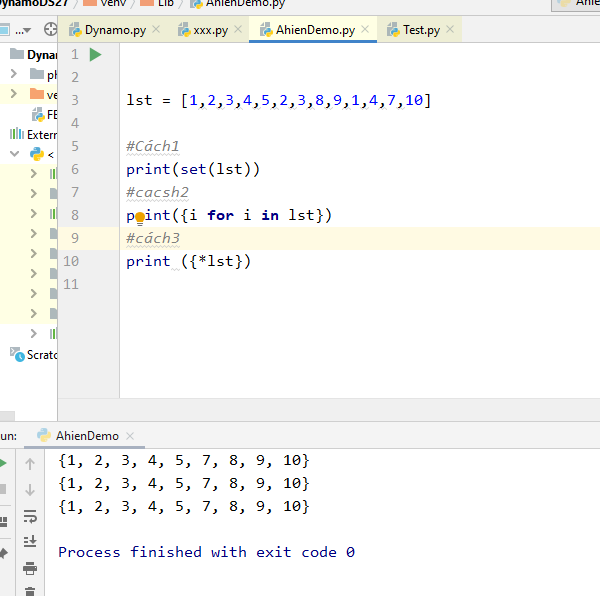 DynamoDS27 venv Lib AhienDemo.py
Dynamo.py xxx.py AhienDemo.py Test.py
1
2
3 lst = [1,2,3,4,5,2,3,8,9,1,4,7,10]
4
5 #Cách1
6 print(set(lst))
7 #cacsh2
8 print({i for i in lst})
9 #cách3
10 print ({*lst})
11
Dynar
ph
ve
FE
Extern
<
Scratc
un: AhienDemo
{1, 2, 3, 4, 5, 7, 8, 9, 10}
{1, 2, 3, 4, 5, 7, 8, 9, 10}
{1, 2, 3, 4, 5, 7, 8, 9, 10}
Process finished with exit code 0